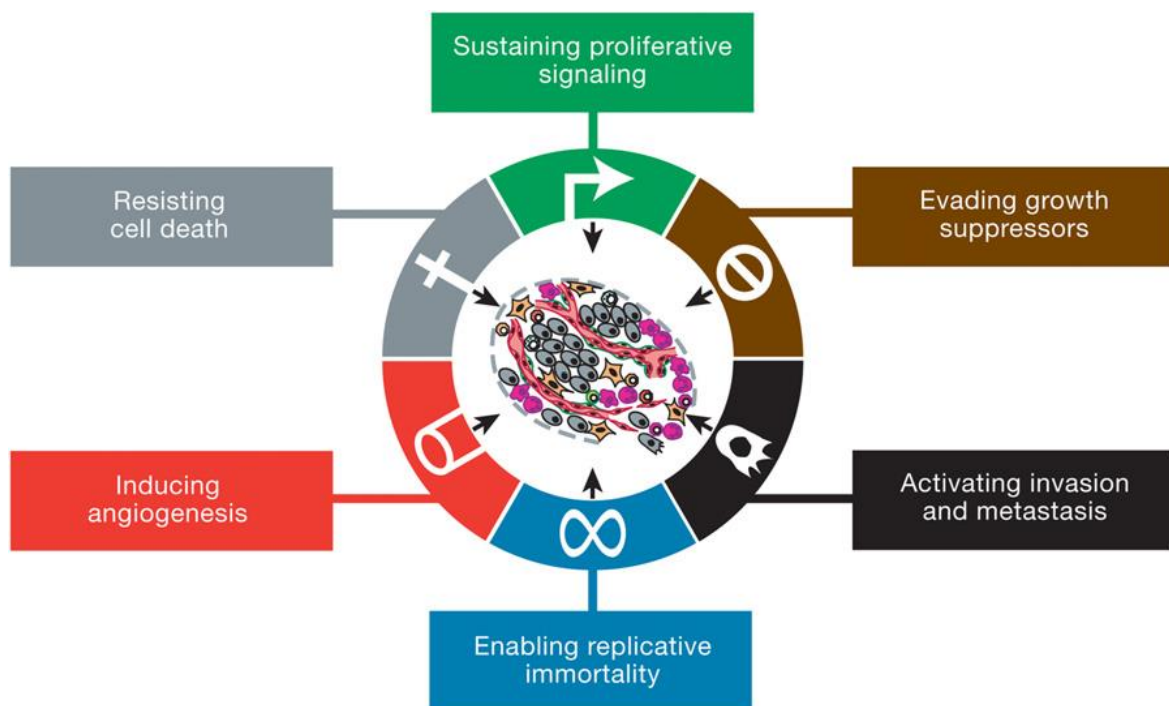 Sustaining proliferative
signaling
Resisting
cell death
Evading growth
suppressors
Inducing
angiogenesis
Activating invasion
and metastasis
Enabling replicative
immortality